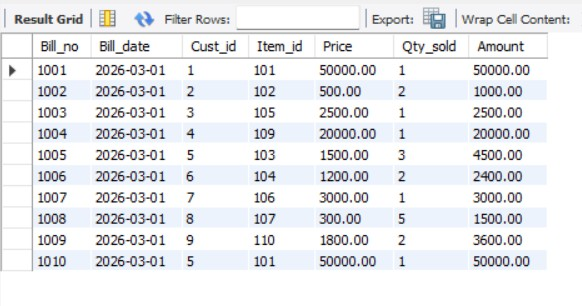 Result Grid Filter Rows: Export: Wrap Cell Content:
Bill_no Bill_date Cust_id Item_id Price Qty_sold Amount
1001 2026-03-01 1 101 50000.00 1 50000.00
1002 2026-03-01 2 102 500.00 2 1000.00
1003 2026-03-01 3 105 2500.00 1 2500.00
1004 2026-03-01 4 109 20000.00 1 20000.00
1005 2026-03-01 5 103 1500.00 3 4500.00
1006 2026-03-01 6 104 1200.00 2 2400.00
1007 2026-03-01 7 106 3000.00 1 3000.00
1008 2026-03-01 8 107 300.00 5 1500.00
1009 2026-03-01 9 110 1800.00 2 3600.00
1010 2026-03-01 5 101 50000.00 1 50000.00